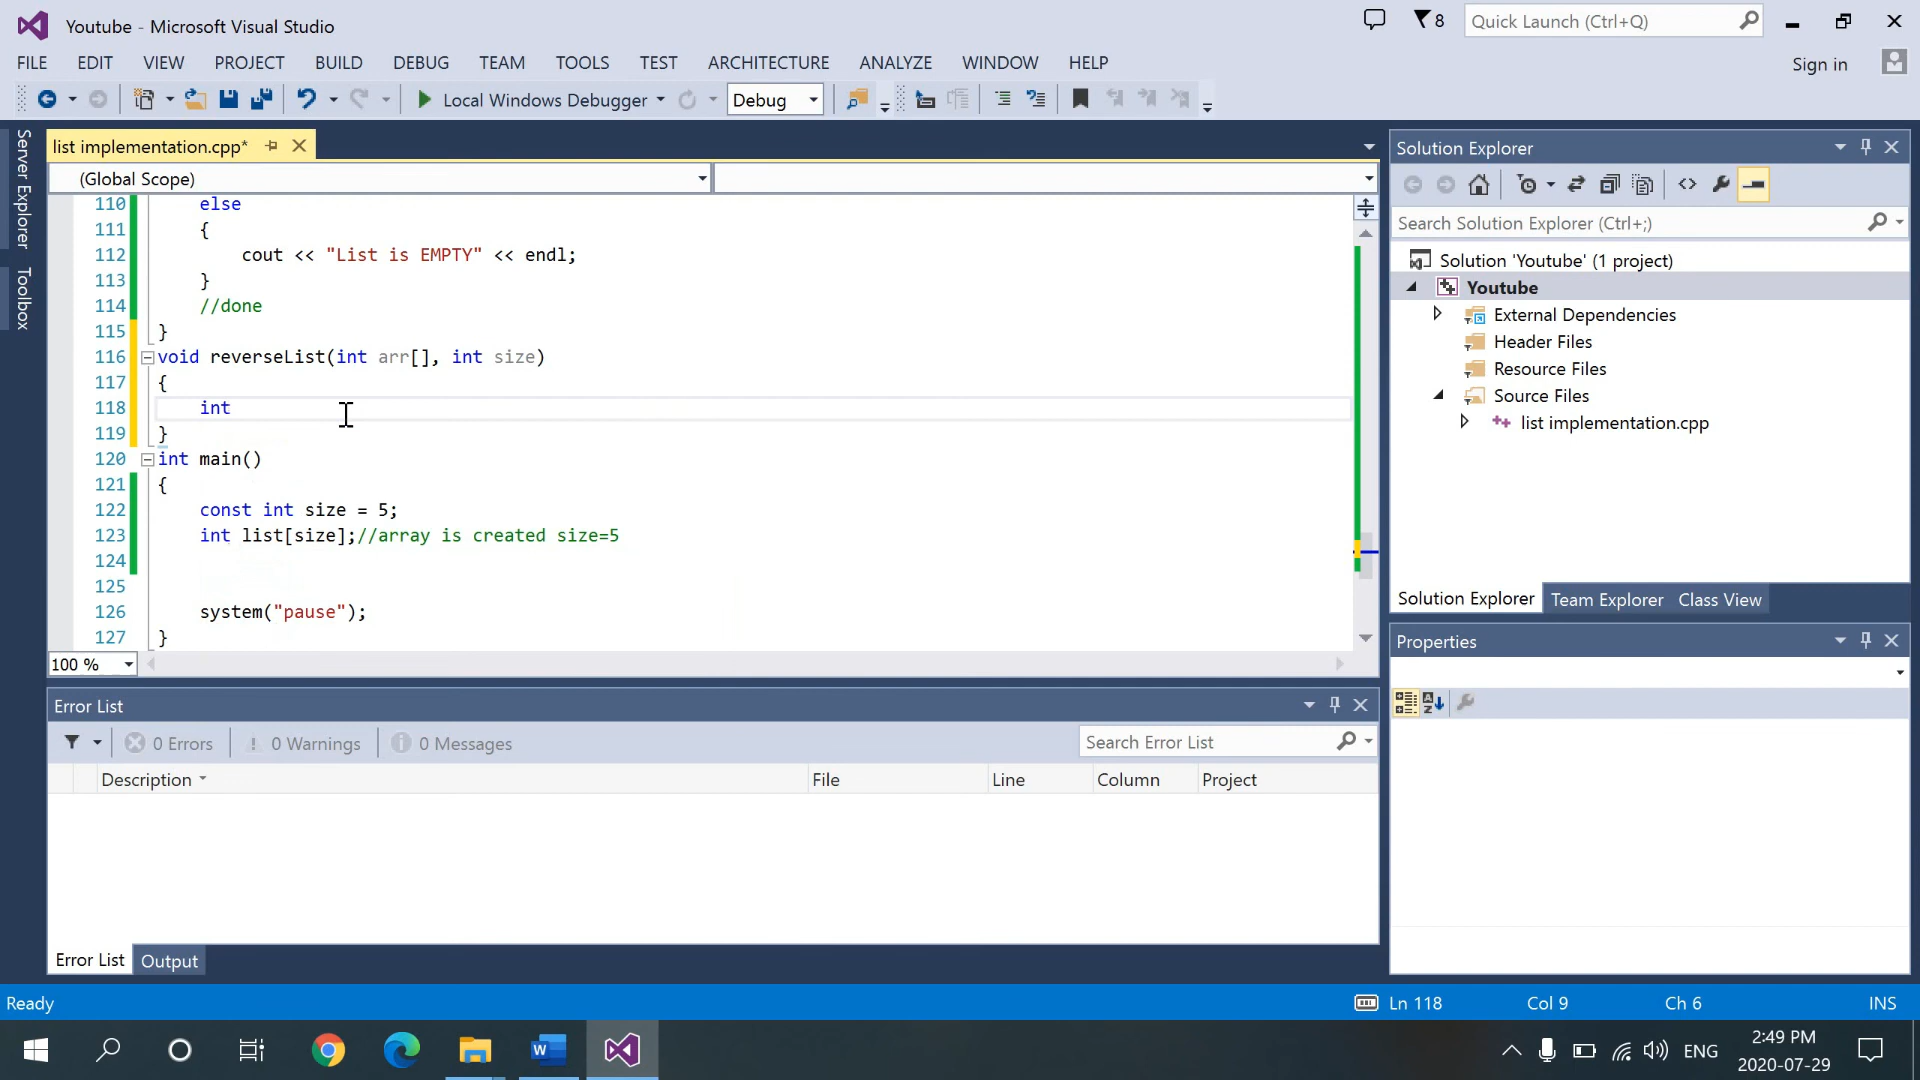 Youtube - Microsoft Visual Studio
8
Quick Launch (Ctrl+Q)
FILE EDIT VIEW PROJECT BUILD DEBUG TEAM TOOLS TEST ARCHITECTURE ANALYZE WINDOW HELP
Sign in
Local Windows Debugger
Debug
Server Explorer
Toolbox
list implementation.cpp*
(Global Scope)
110 else
111 {
112 cout << "List is EMPTY" << endl;
113 }
114 //done
115 }
116 void reverseList(int arr[], int size)
117 {
118 int
119 }
120 int main()
121 {
122 const int size = 5;
123 int list[size];//array is created size=5
124
125
126 system("pause");
127 }
100 %
Solution Explorer
Search Solution Explorer (Ctrl+;)
Solution 'Youtube' (1 project)
Youtube
External Dependencies
Header Files
Resource Files
Source Files
list implementation.cpp
Solution Explorer Team Explorer Class View
Properties
Error List
0 Errors 0 Warnings 0 Messages
Search Error List
Description File Line Column Project
Error List Output
Ready
Ln 118 Col 9 Ch 6 INS
ENG
2:49 PM
2020-07-29